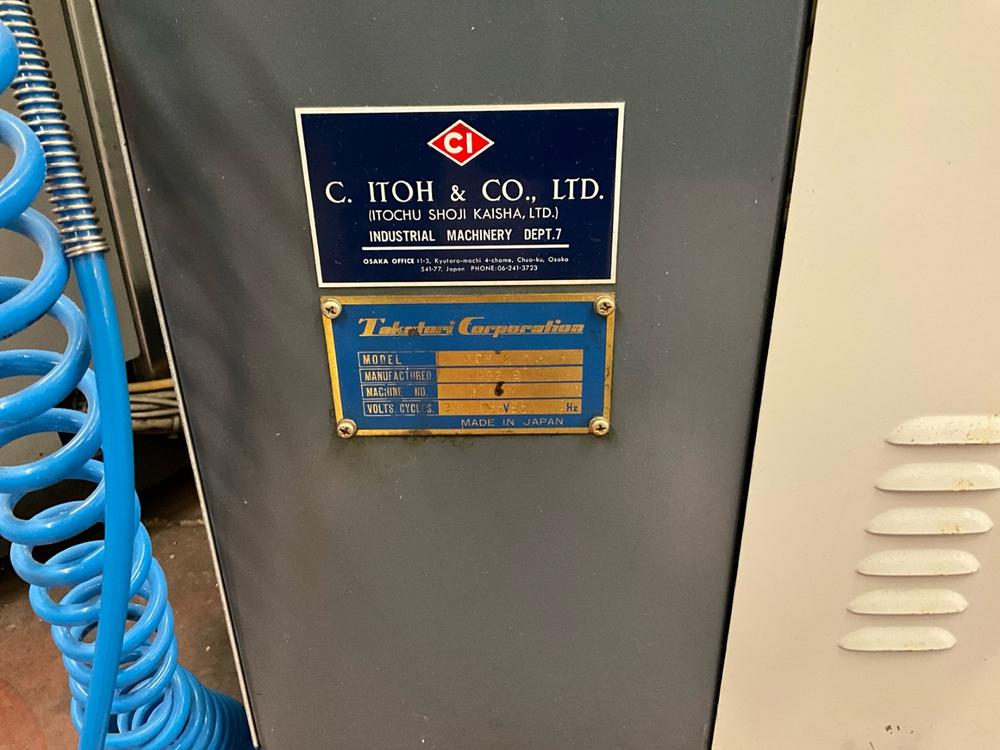 CI
C. ITOH & CO., LTD.
(ITOCHU SHOJI KAISHA, LTD.)
INDUSTRIAL MACHINERY DEPT.7
OSAKA OFFICE 11-3, Kyutaro-machi 4-chome, Chuo-ku, Osaka
541-77, Japan PHONE:06-241-3723
Takatori Corporation
MODEL
MANUFACTURED
MACHINE NO. 6
VOLTS. CYCLES. V Hz
MADE IN JAPAN